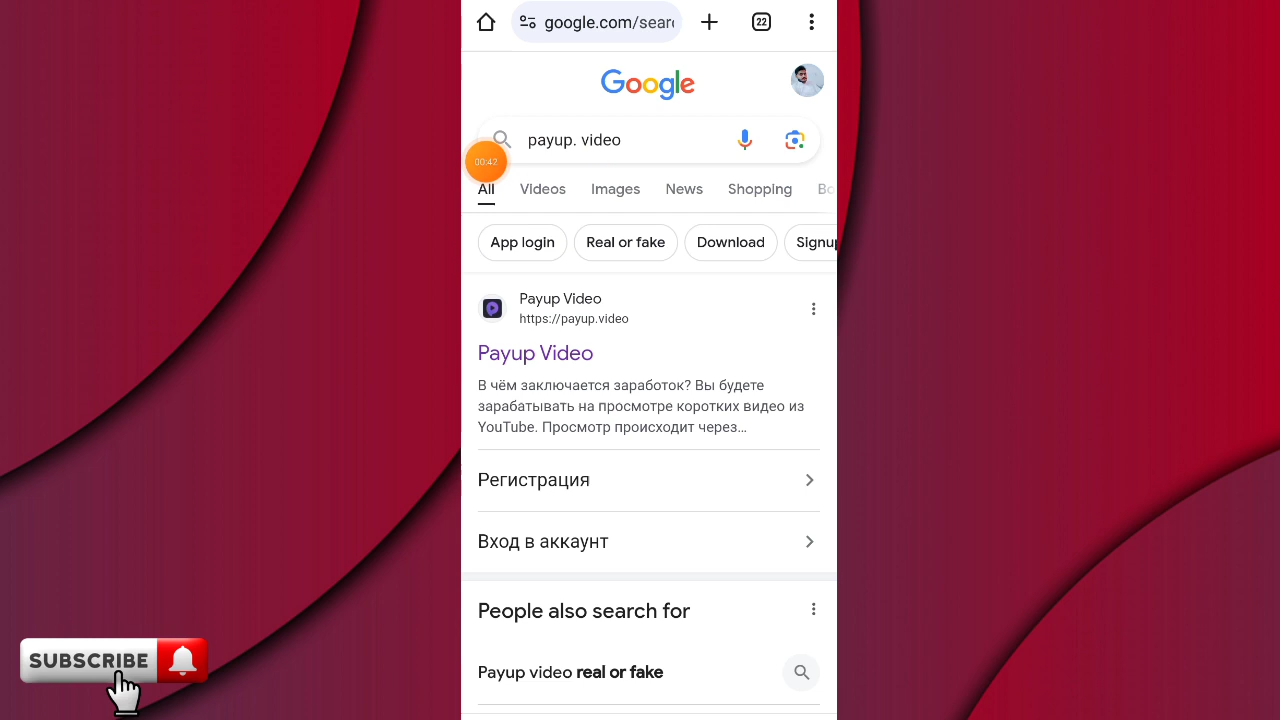 google.com/sear
22
Google
payup. video
00:42
All Videos Images News Shopping
App login Real or fake Download Signup
Payup Video
https://payup.video
Payup Video
В чём заключается заработок? Вы будете
зарабатывать на просмотре коротких видео из
YouTube. Просмотр происходит через...
Регистрация
Вход в аккаунт
People also search for
Payup video real or fake
SUBSCRIBE